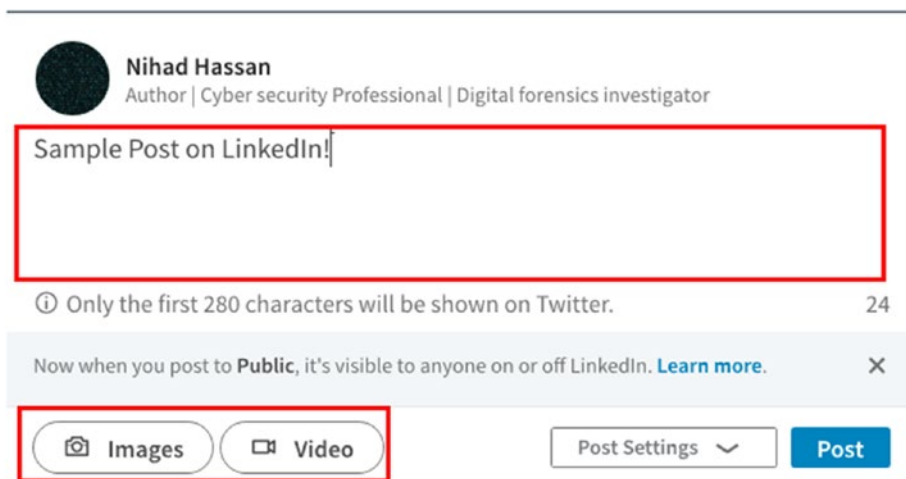 Nihad Hassan
Author | Cyber security Professional | Digital forensics investigator
Sample Post on LinkedIn!
Only the first 280 characters will be shown on Twitter. 24
Now when you post to Public, it's visible to anyone on or off LinkedIn. Learn more.
Images Video Post Settings Post